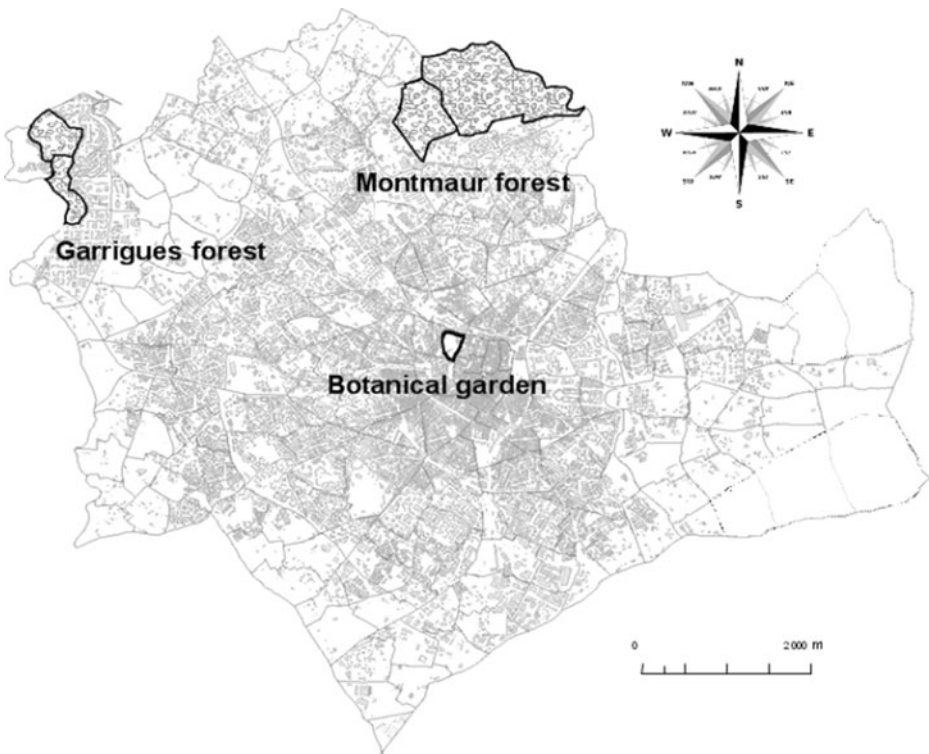 N
W
E
S
Montmaur forest
Garrigues forest
Botanical garden
0 2000 m